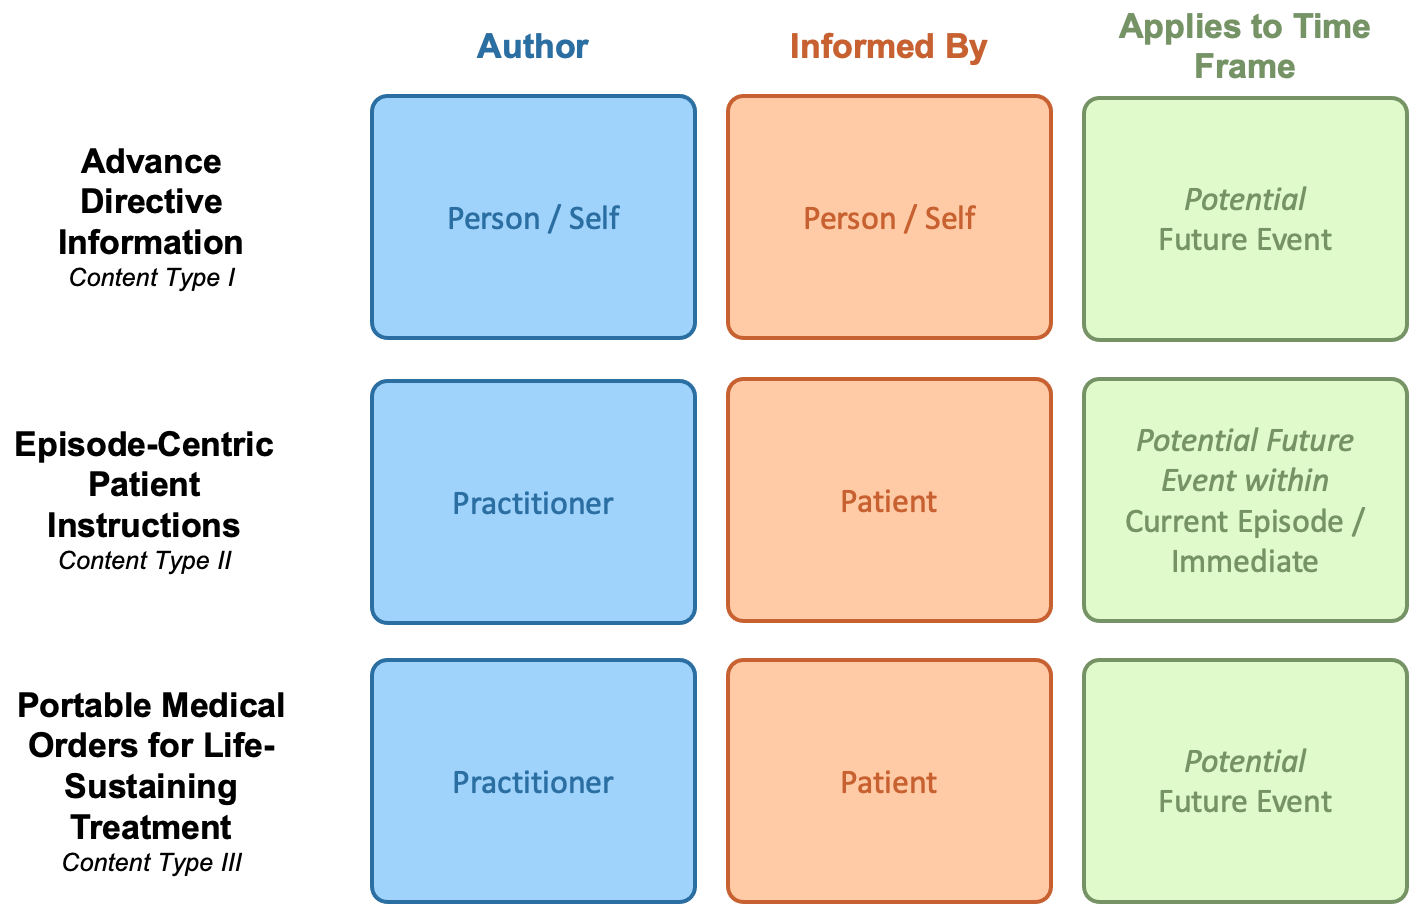 Author
Informed By
Applies to Time
Frame
Advance
Directive
Information
Content Type I
Person / Self
Person / Self
Potential
Future Event
Episode-Centric
Patient
Instructions
Content Type II
Practitioner
Patient
Potential Future
Event within
Current Episode /
Immediate
Portable Medical
Orders for Life-
Sustaining
Treatment
Content Type III
Practitioner
Patient
Potential
Future Event